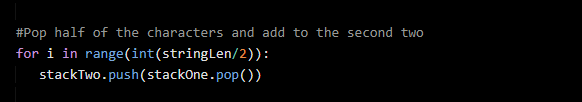 #Pop half of the characters and add to the second two
for i in range(int(stringLen/2)):
   stackTwo.push(stackOne.pop())